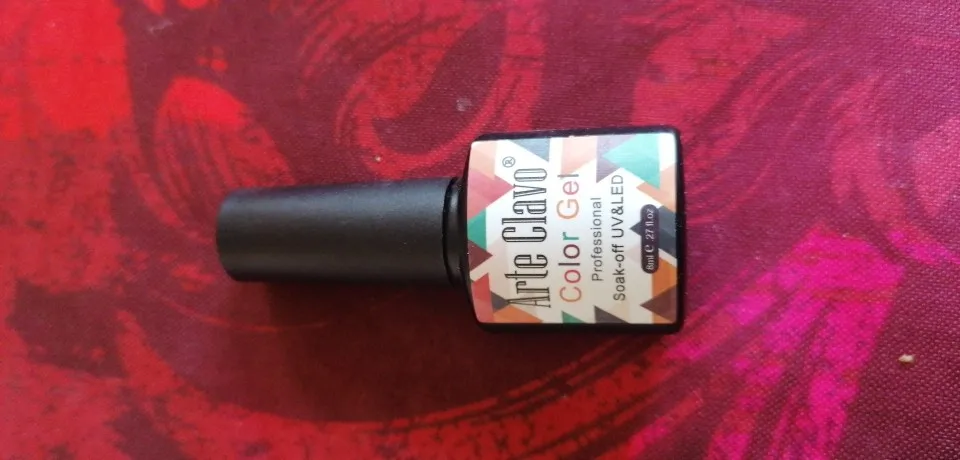 Arte Clavo®
Color Gel
Professional
Soak-off UV&LED
8ml ℮ .27 fl.oz